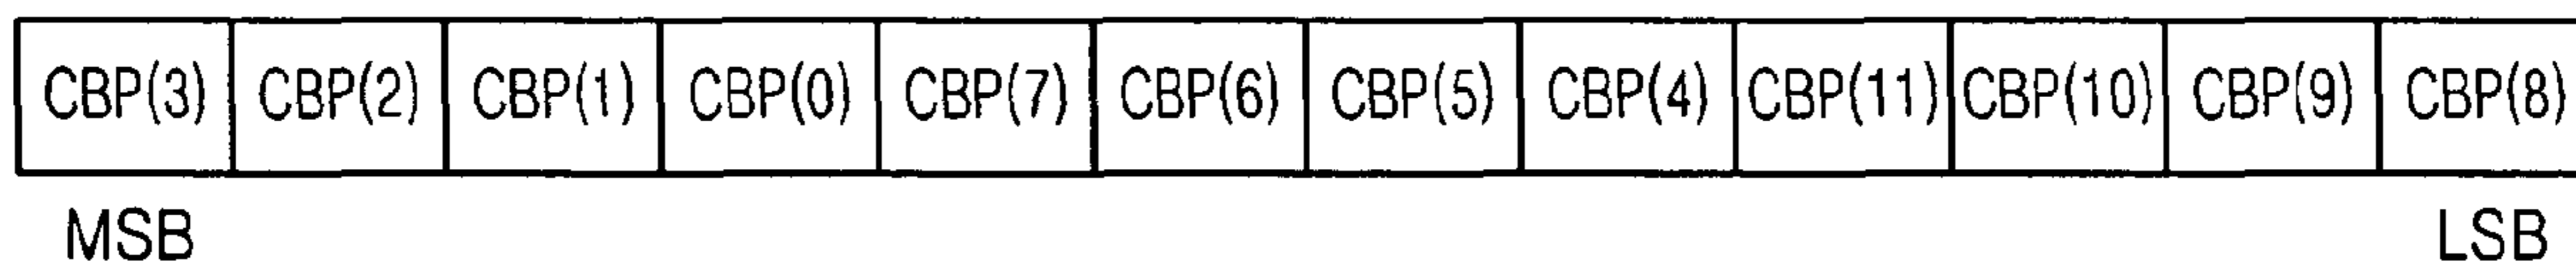 CBP(3) CBP(2) CBP(1) CBP(0) CBP(7) CBP(6) CBP(5) CBP(4) CBP(11) CBP(10) CBP(9) CBP(8)
MSB LSB